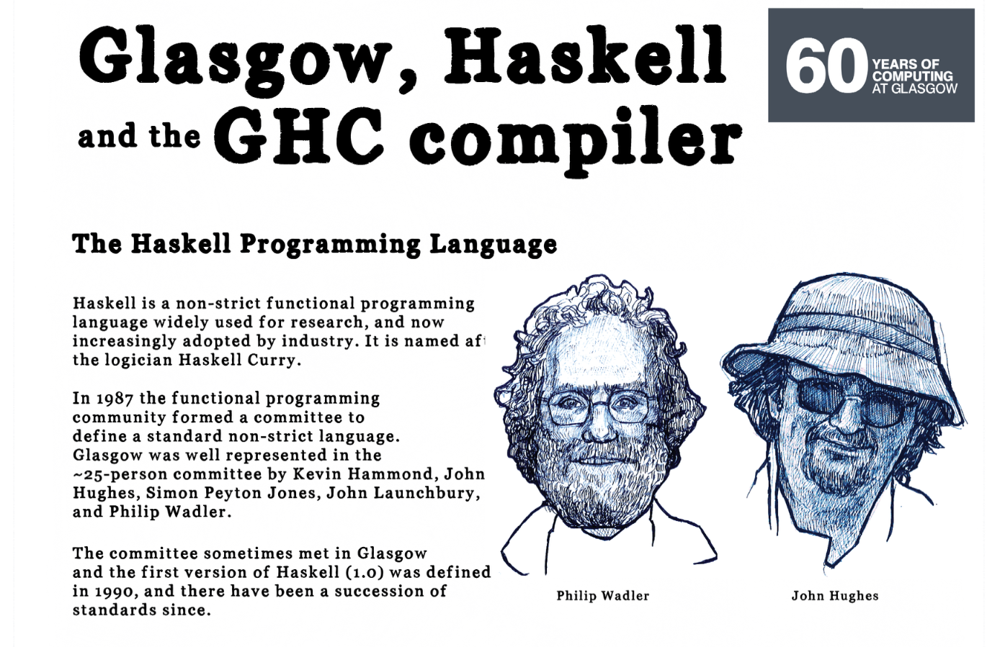 Glasgow, Haskell
and the GHC compiler
60 YEARS OF
COMPUTING
AT GLASGOW
The Haskell Programming Language
Haskell is a non-strict functional programming
language widely used for research, and now
increasingly adopted by industry. It is named af
the logician Haskell Curry.
In 1987 the functional programming
community formed a committee to
define a standard non-strict language.
Glasgow was well represented in the
~25-person committee by Kevin Hammond, John
Hughes, Simon Peyton Jones, John Launchbury,
and Philip Wadler.
The committee sometimes met in Glasgow
and the first version of Haskell (1.0) was defined
in 1990, and there have been a succession of
standards since.
Philip Wadler
John Hughes